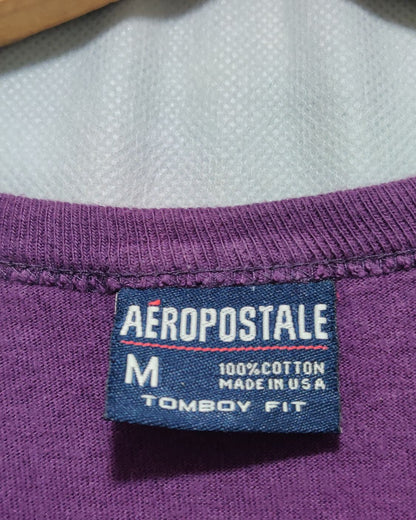 AÉROPOSTALE
M
100% COTTON
MADE IN U.S.A
TOMBOY FIT